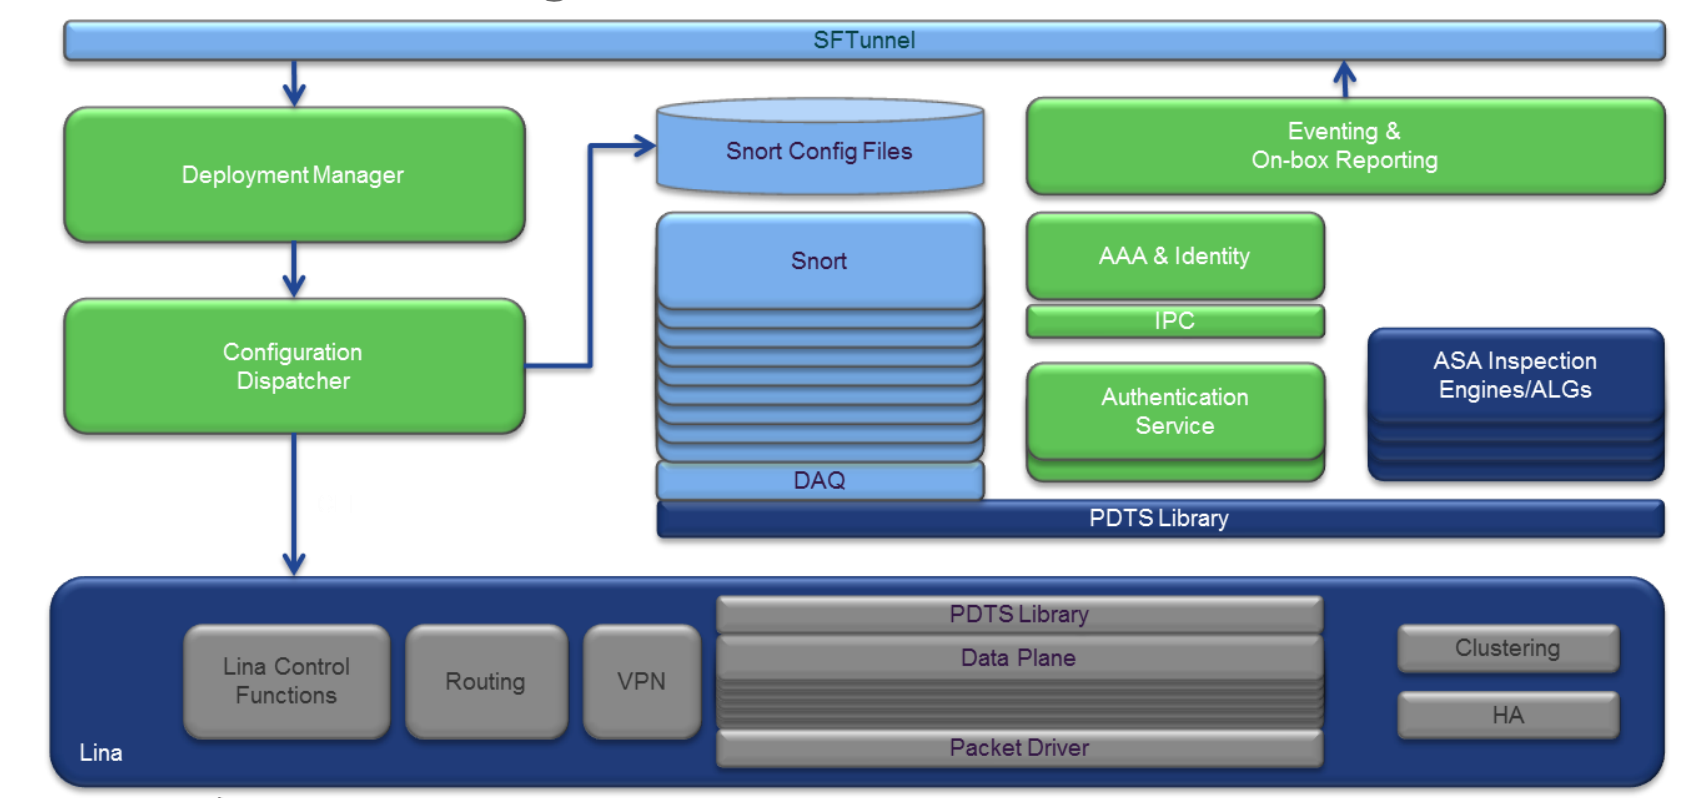 SFTunnel
Deployment Manager
Snort Config Files
Eventing &
On-box Reporting
Snort
AAA & Identity
IPC
Configuration
Dispatcher
ASA Inspection
Engines/ALGs
Authentication
Service
DAQ
PDTS Library
PDTS Library
Lina Control
Functions
Routing
VPN
Data Plane
Clustering
HA
Packet Driver
Lina